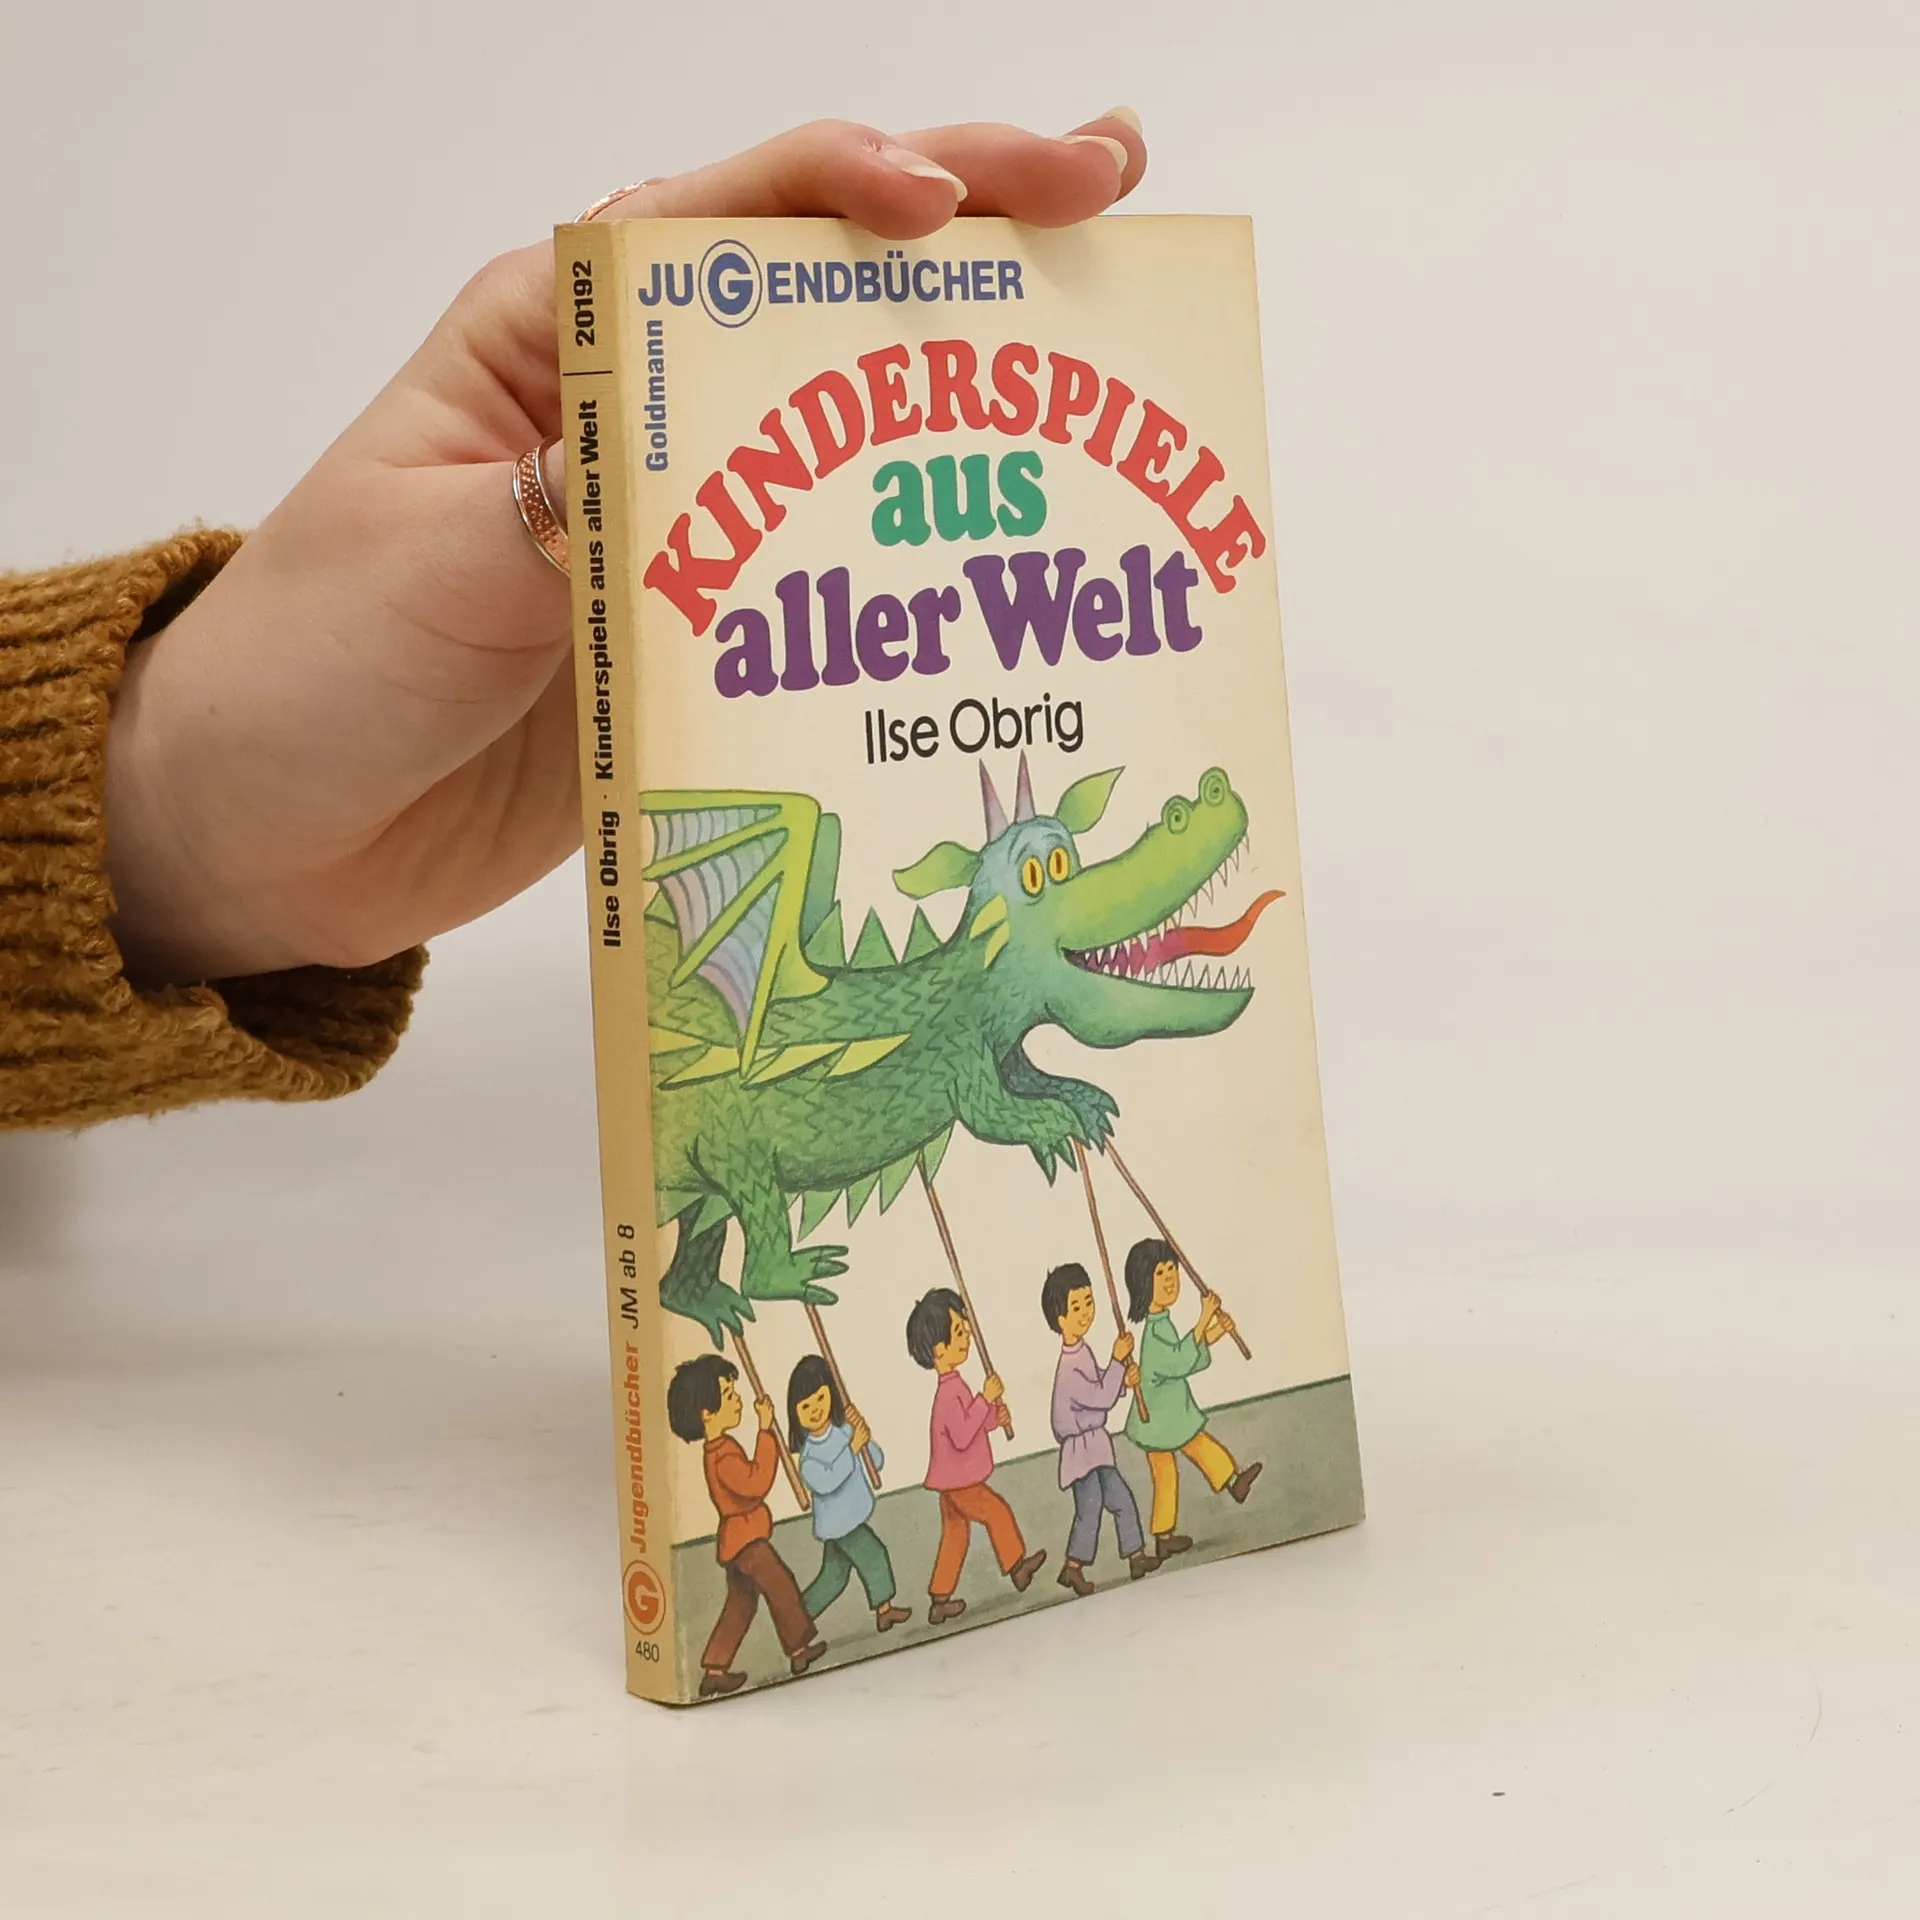 JUGENDBÜCHER
Goldmann
KINDERSPIELE
aus
aller Welt
Ilse Obrig
Ilse Obrig · Kinderspiele aus aller Welt | 20192
G Jugendbücher JM ab 8
480